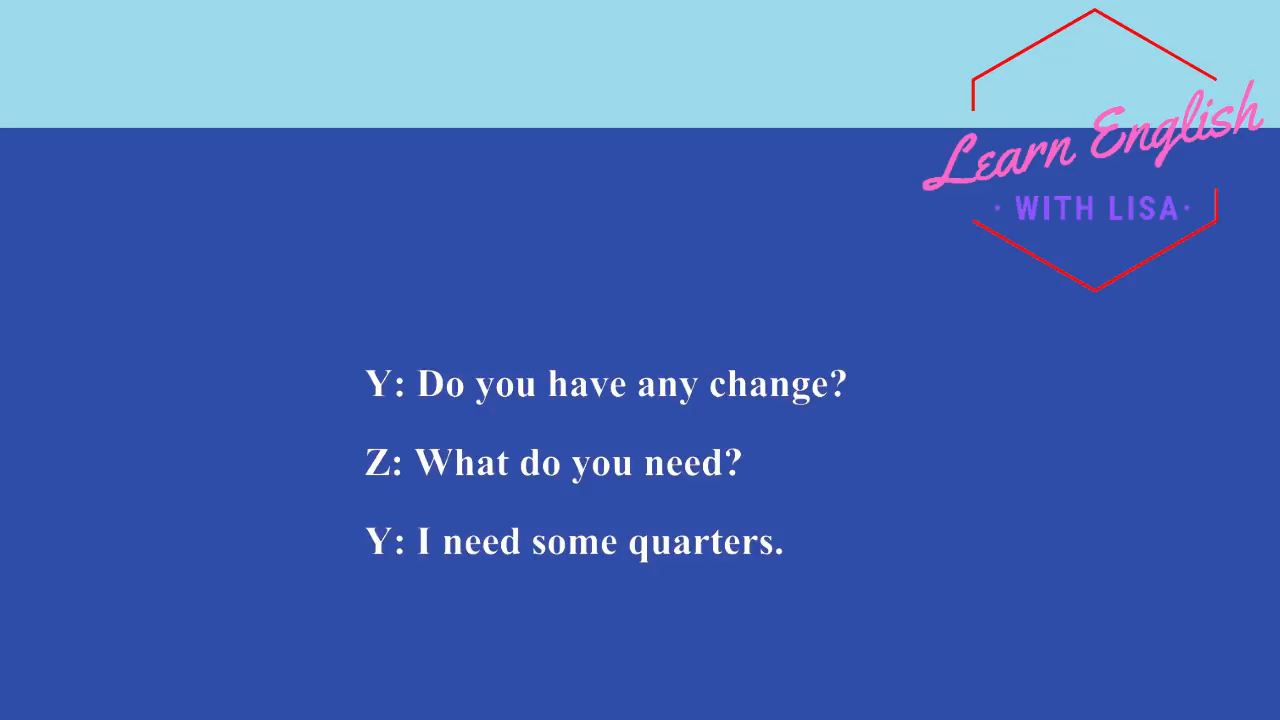 Learn English
· WITH LISA ·
Y: Do you have any change?
Z: What do you need?
Y: I need some quarters.